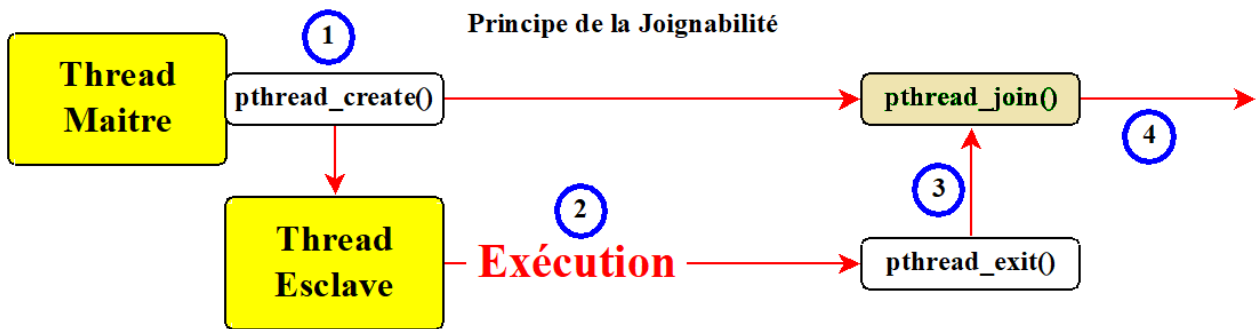 Principe de la Joignabilité
1
Thread
Maitre
pthread_create()
pthread_join()
4
2
3
Thread
Esclave
Exécution
pthread_exit()